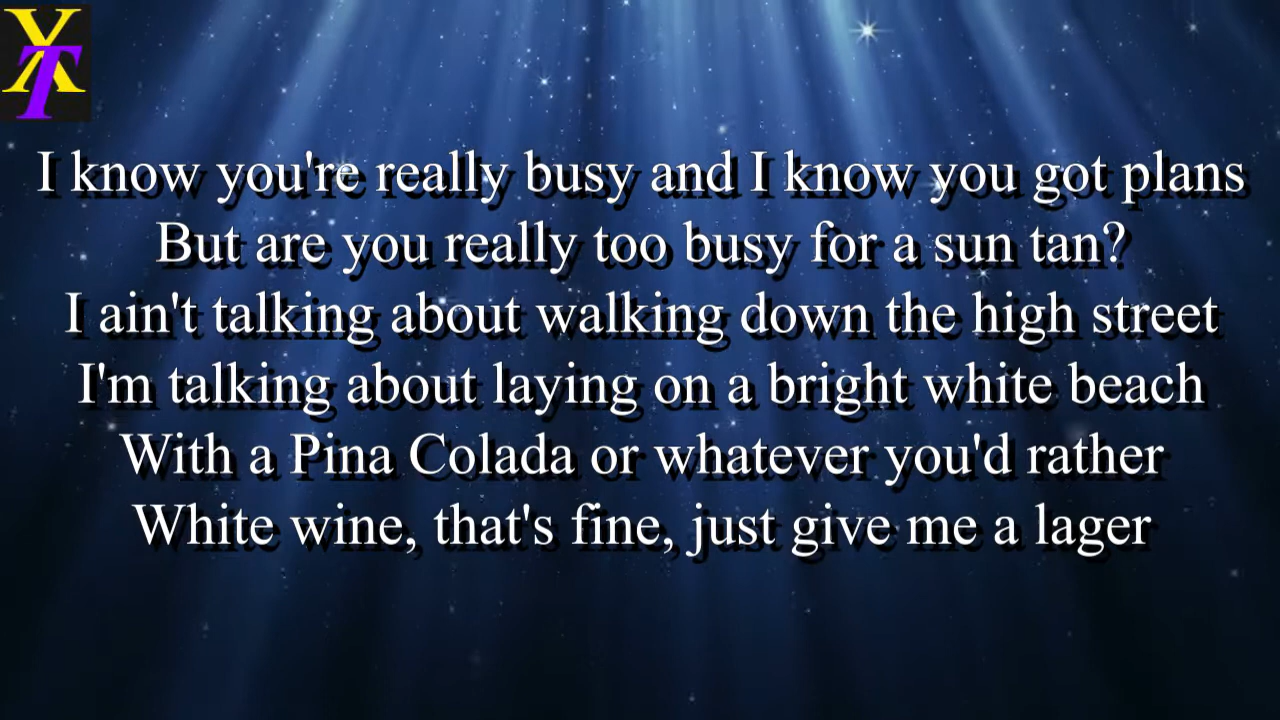 XT
I know you're really busy and I know you got plans
But are you really too busy for a sun tan?
I ain't talking about walking down the high street
I'm talking about laying on a bright white beach
With a Pina Colada or whatever you'd rather
White wine, that's fine, just give me a lager